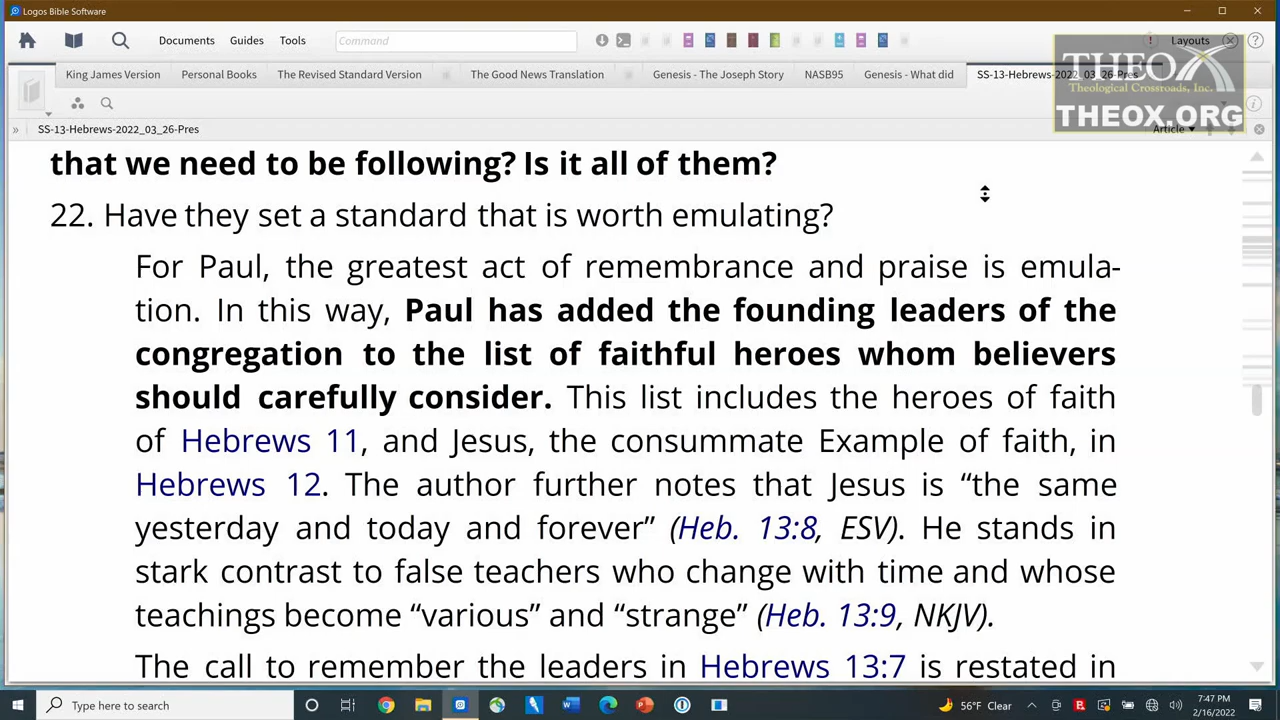 Logos Bible Software
Documents Guides Tools Command Layouts
King James Version Personal Books The Revised Standard Version The Good News Translation Genesis - The Joseph Story NASB95 Genesis - What did SS-13-Hebrews-2022_03_26-Pres
THEOX
Theological Crossroads, Inc.
THEOX.ORG
SS-13-Hebrews-2022_03_26-Pres Article
that we need to be following? Is it all of them?
22. Have they set a standard that is worth emulating?
For Paul, the greatest act of remembrance and praise is emula-
tion. In this way, Paul has added the founding leaders of the
congregation to the list of faithful heroes whom believers
should carefully consider. This list includes the heroes of faith
of Hebrews 11, and Jesus, the consummate Example of faith, in
Hebrews 12. The author further notes that Jesus is “the same
yesterday and today and forever” (Heb. 13:8, ESV). He stands in
stark contrast to false teachers who change with time and whose
teachings become “various” and “strange” (Heb. 13:9, NKJV).
The call to remember the leaders in Hebrews 13:7 is restated in
Type here to search 56°F Clear 7:47 PM
2/16/2022